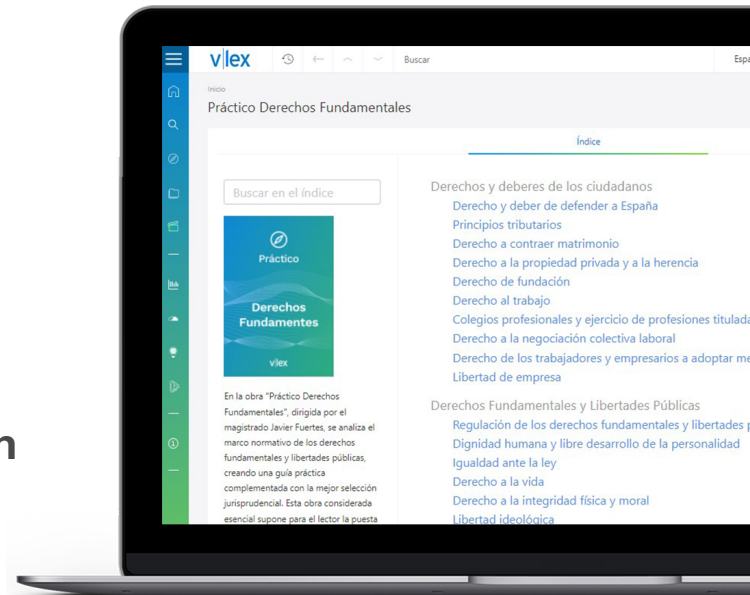 vlex
Buscar
Espa
Inicio
Práctico Derechos Fundamentales
Índice
Buscar en el índice
Práctico
Derechos
Fundamentes
vlex
En la obra "Práctico Derechos
Fundamentales", dirigida por el
magistrado Javier Fuertes, se analiza el
marco normativo de los derechos
fundamentales y libertades públicas,
creando una guía práctica
complementada con la mejor selección
jurisprudencial. Esta obra considerada
esencial supone para el lector la puesta
Derechos y deberes de los ciudadanos
Derecho y deber de defender a España
Principios tributarios
Derecho a contraer matrimonio
Derecho a la propiedad privada y a la herencia
Derecho de fundación
Derecho al trabajo
Colegios profesionales y ejercicio de profesiones titulada
Derecho a la negociación colectiva laboral
Derecho de los trabajadores y empresarios a adoptar me
Libertad de empresa
Derechos Fundamentales y Libertades Públicas
Regulación de los derechos fundamentales y libertades p
Dignidad humana y libre desarrollo de la personalidad
Igualdad ante la ley
Derecho a la vida
Derecho a la integridad física y moral
Libertad ideológica
n